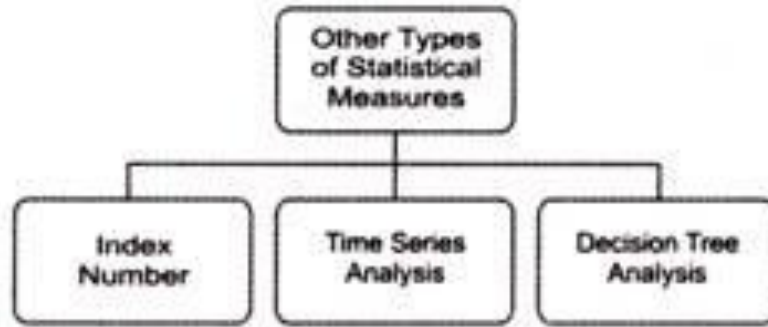 Other Types
of Statistical
Measures
Index
Number
Time Series
Analysis
Decision Tree
Analysis